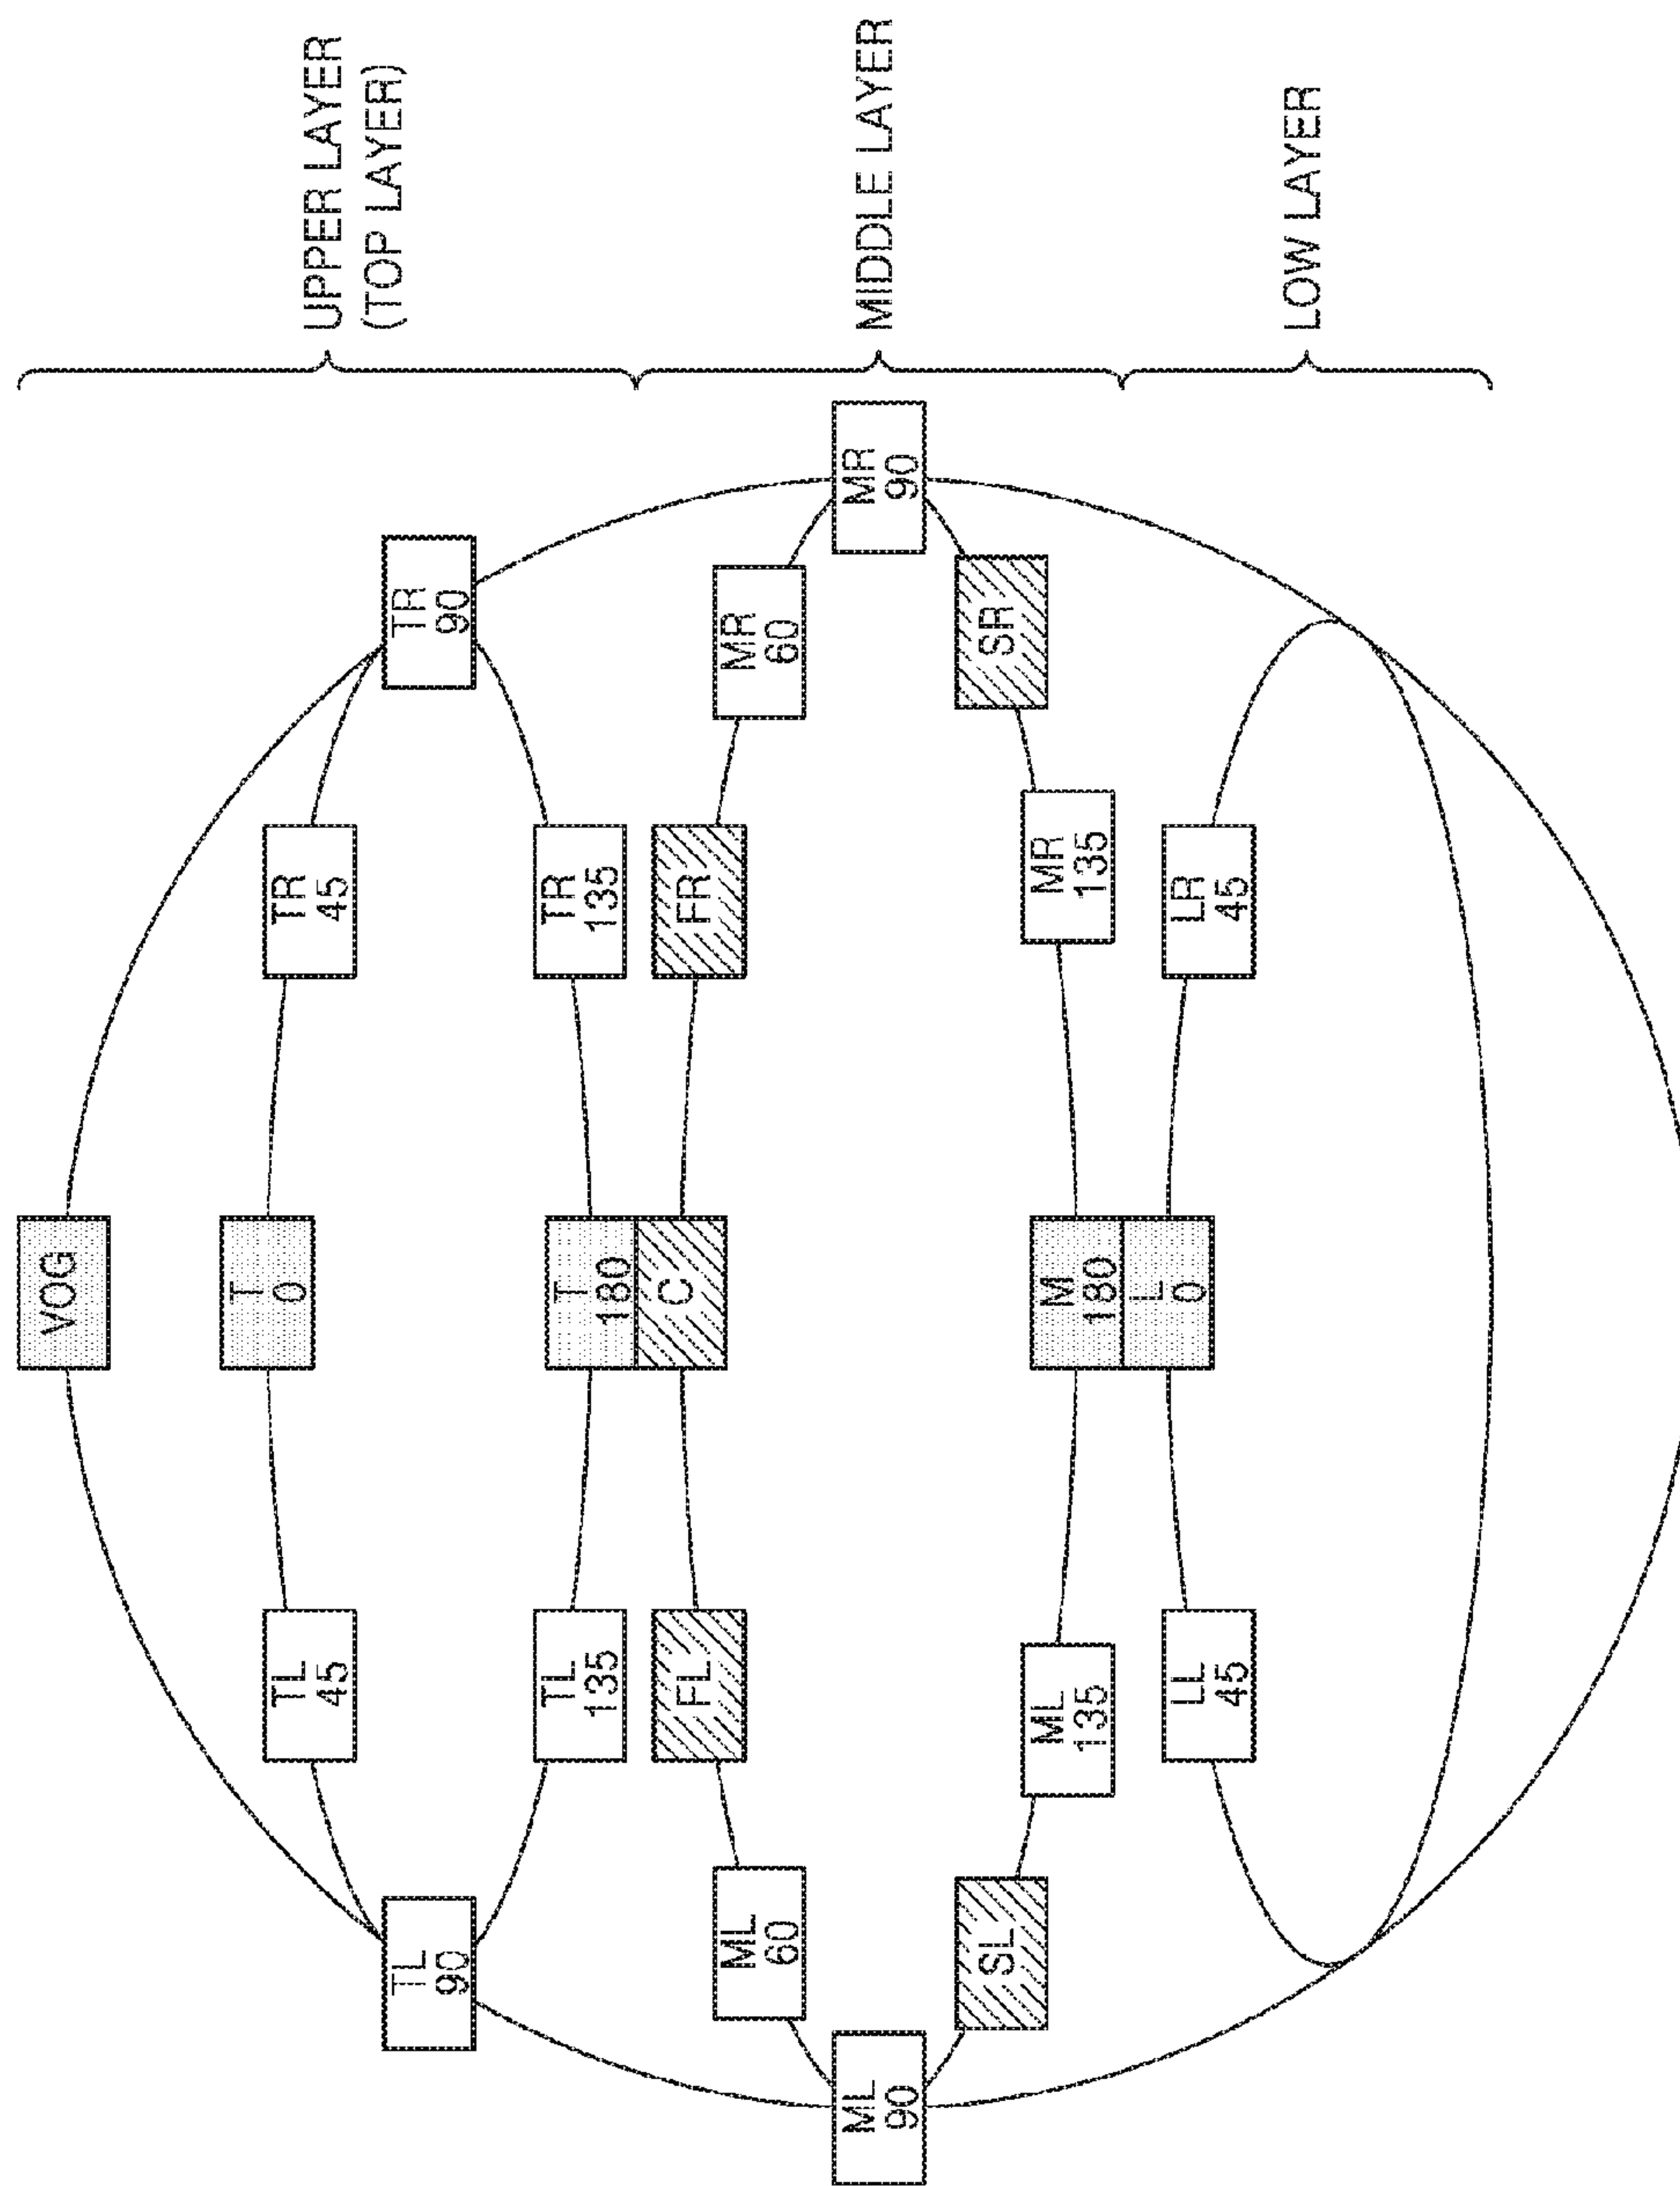 VOG
TL
45
T
0
TR
45
TL
90
TR
90
TL
135
T
180
TR
135
UPPER LAYER
(TOP LAYER)
FL
C
FR
ML
60
MR
60
ML
90
MR
90
SL
SR
ML
135
M
180
MR
135
MIDDLE LAYER
LL
45
L
0
LR
45
LOW LAYER